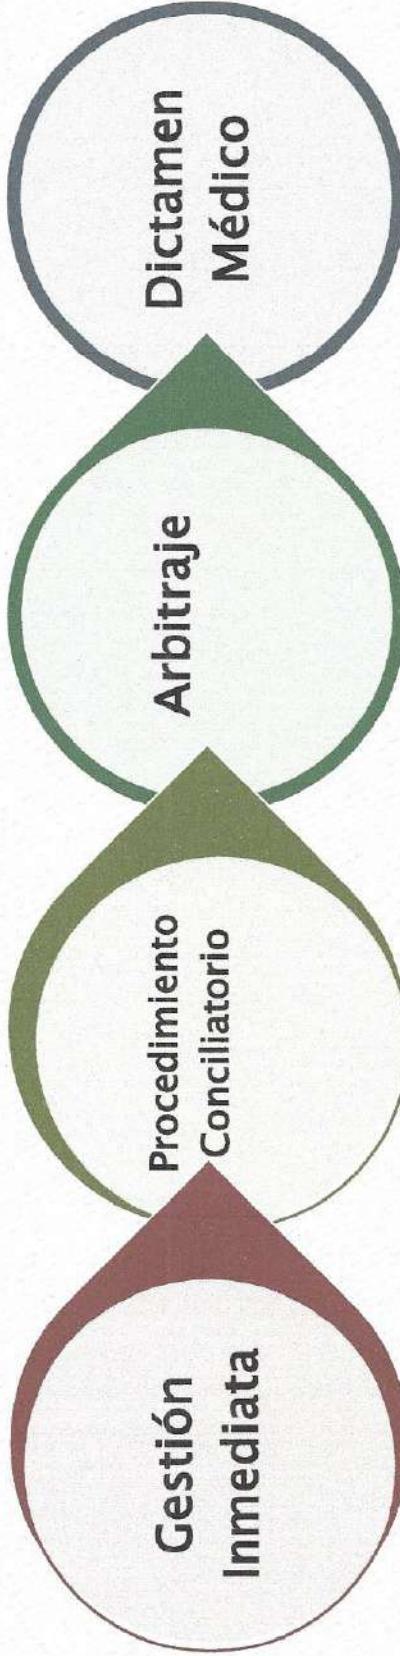 Gestión
Inmediata
Procedimiento
Conciliatorio
Arbitraje
Dictamen
Médico